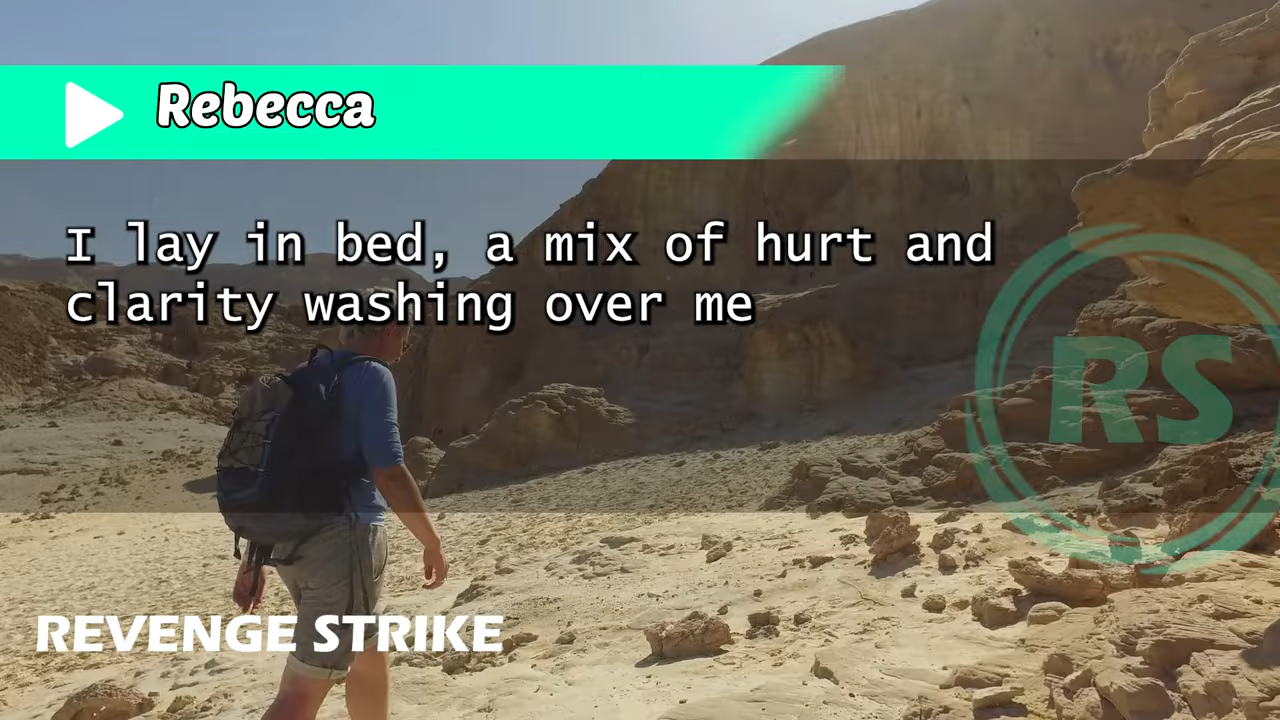 Rebecca
I lay in bed, a mix of hurt and
clarity washing over me
RS
REVENGE STRIKE